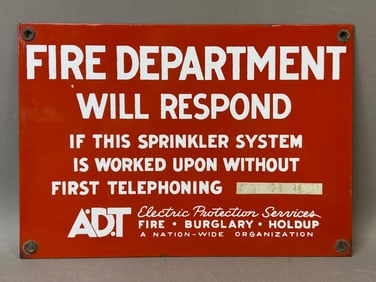 FIRE DEPARTMENT
WILL RESPOND
IF THIS SPRINKLER SYSTEM
IS WORKED UPON WITHOUT
FIRST TELEPHONING
ADT Electric Protection Services
FIRE • BURGLARY • HOLDUP
A NATION-WIDE ORGANIZATION